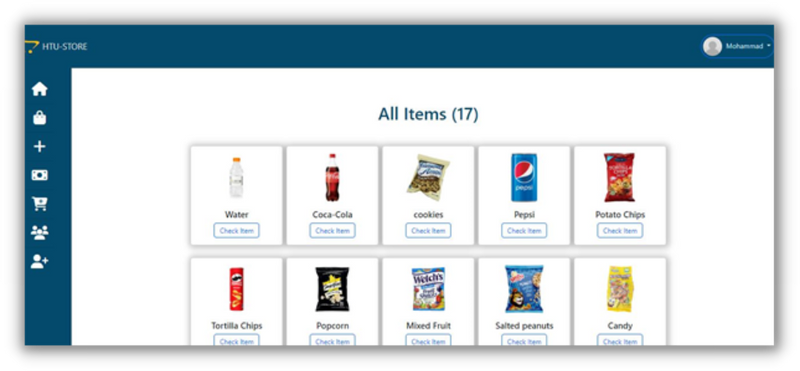 HTU-STORE
Mohammad
All Items (17)
Water
Coca-Cola
cookies
pepsi
Pepsi
Potato Chips
Check Item
Check Item
Check Item
Check Item
Check Item
Welch's
Tortilla Chips
Popcorn
Mixed Fruit
Salted peanuts
Candy
Check Item
Check Item
Check Item
Check Item
Check Item